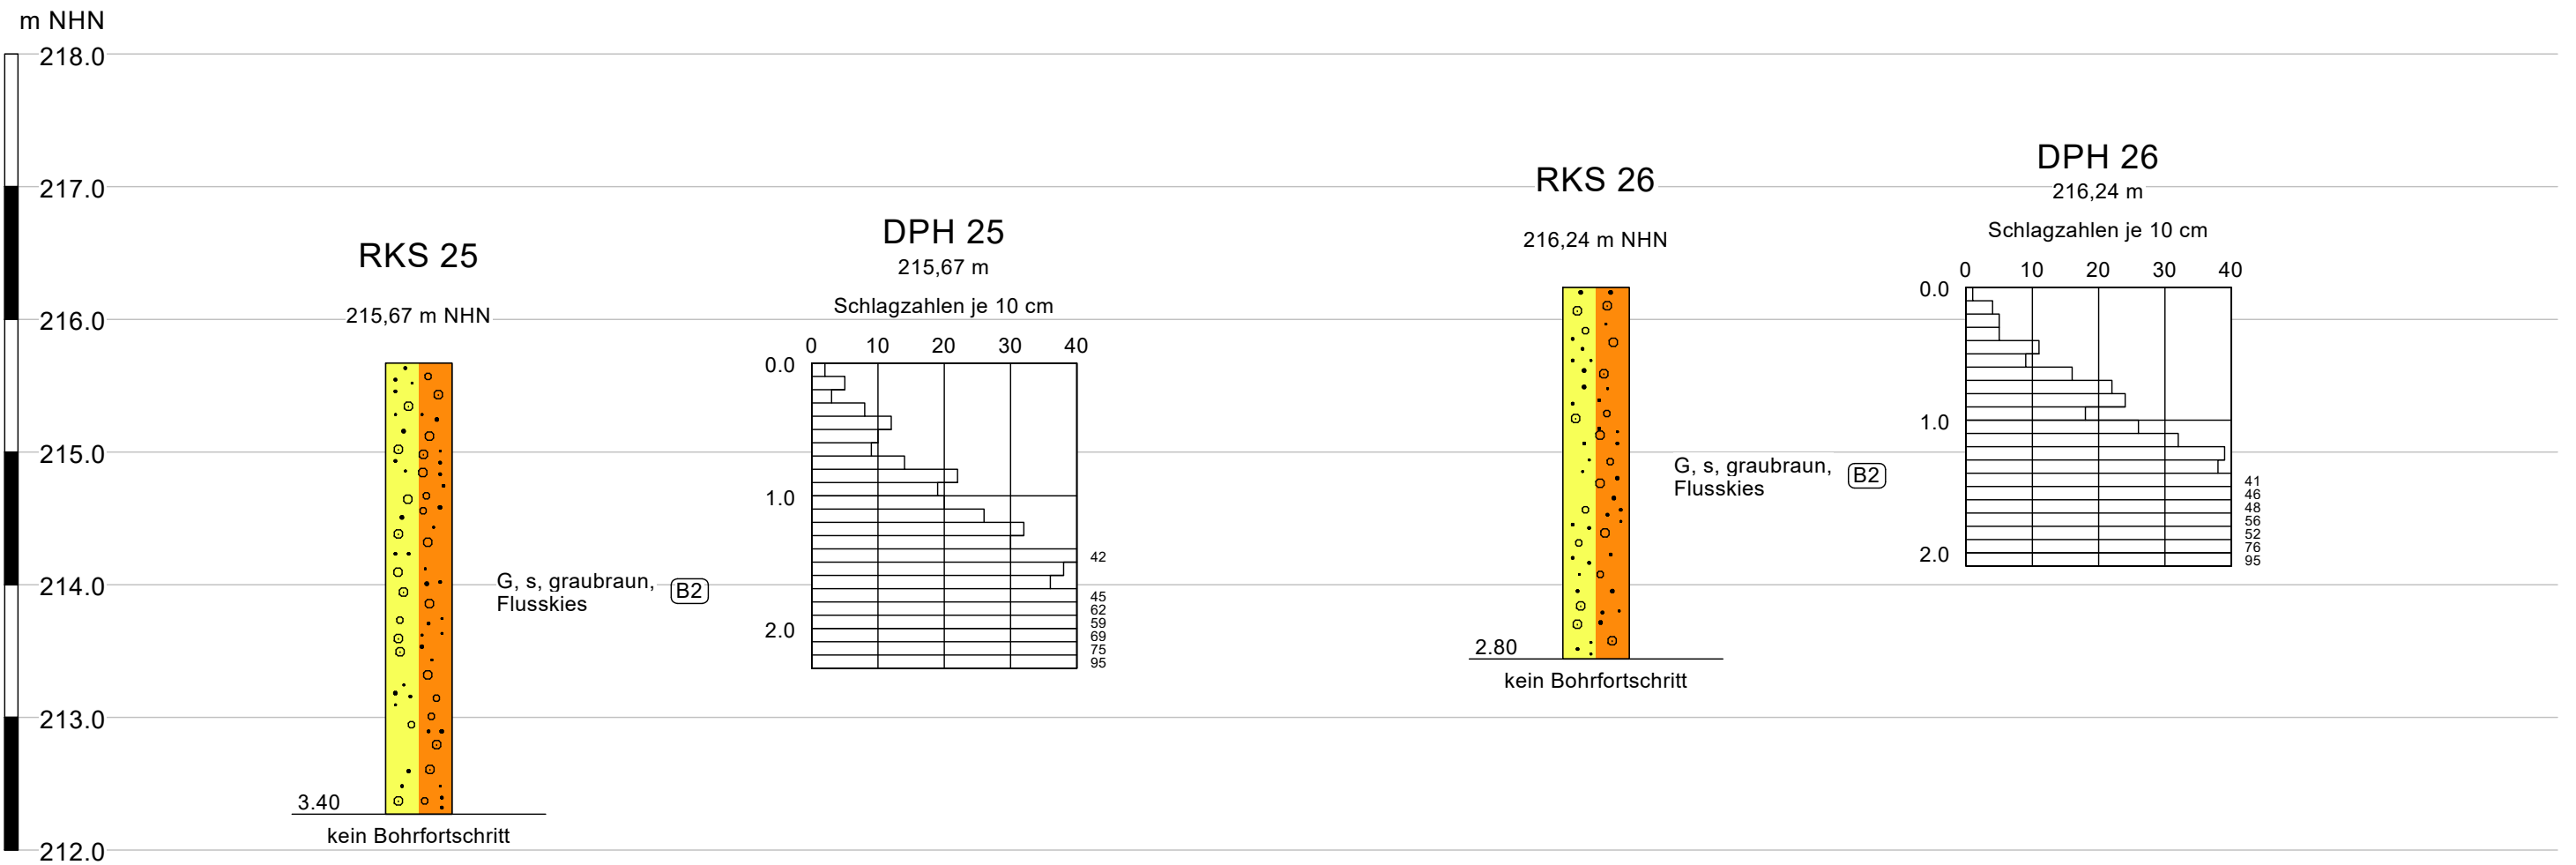 m NHN
218.0
217.0
216.0
215.0
214.0
213.0
212.0
RKS 25
215,67 m NHN
G, s, graubraun,
Flusskies
B2
3.40
kein Bohrfortschritt
DPH 25
215,67 m
Schlagzahlen je 10 cm
0 10 20 30 40
0.0
1.0
2.0
42
45
62
59
69
75
95
RKS 26
216,24 m NHN
G, s, graubraun,
Flusskies
B2
2.80
kein Bohrfortschritt
DPH 26
216,24 m
Schlagzahlen je 10 cm
0 10 20 30 40
0.0
1.0
2.0
41
46
48
56
52
76
95